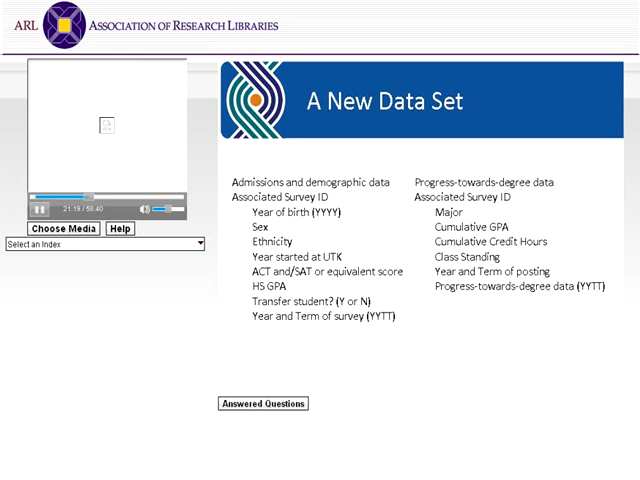 ARL ASSOCIATION OF RESEARCH LIBRARIES
21:19 / 58:40
Choose Media Help
Select an Index
A New Data Set
Admissions and demographic data
Associated Survey ID
Year of birth (YYYY)
Sex
Ethnicity
Year started at UTK
ACT and/SAT or equivalent score
HS GPA
Transfer student? (Y or N)
Year and Term of survey (YYTT)
Progress-towards-degree data
Associated Survey ID
Major
Cumulative GPA
Cumulative Credit Hours
Class Standing
Year and Term of posting
Progress-towards-degree data (YYTT)
Answered Questions